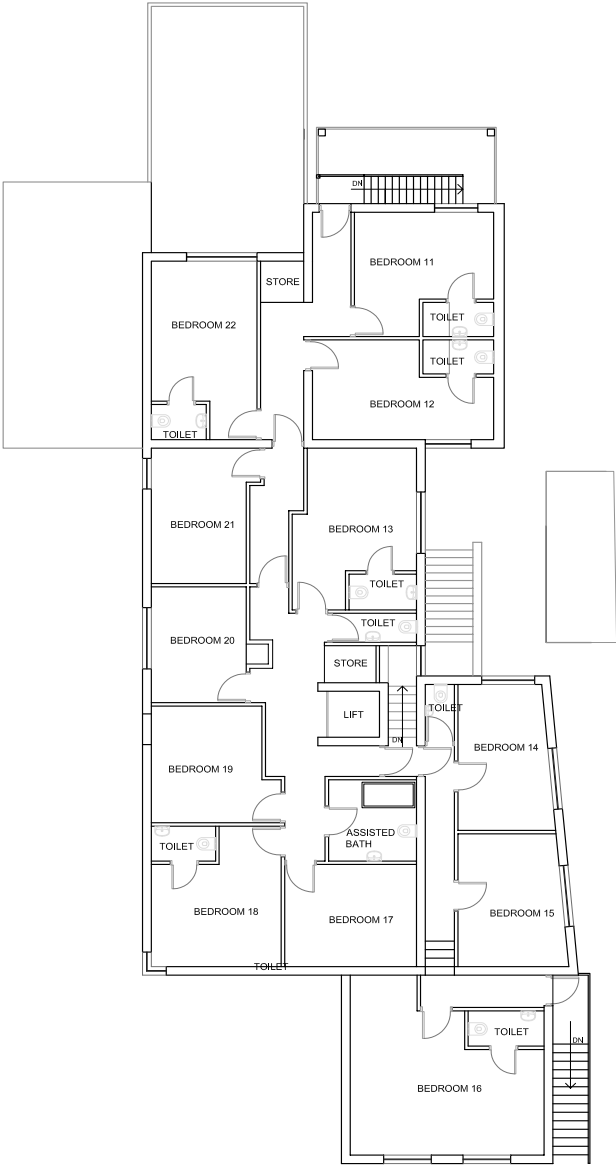 DN
BEDROOM 11
STORE
TOILET
BEDROOM 22
TOILET
BEDROOM 12
TOILET
BEDROOM 21
BEDROOM 13
TOILET
TOILET
BEDROOM 20
STORE
TOILET
LIFT
DN
BEDROOM 14
BEDROOM 19
ASSISTED
BATH
TOILET
BEDROOM 18
BEDROOM 17
BEDROOM 15
TOILET
TOILET
DN
BEDROOM 16